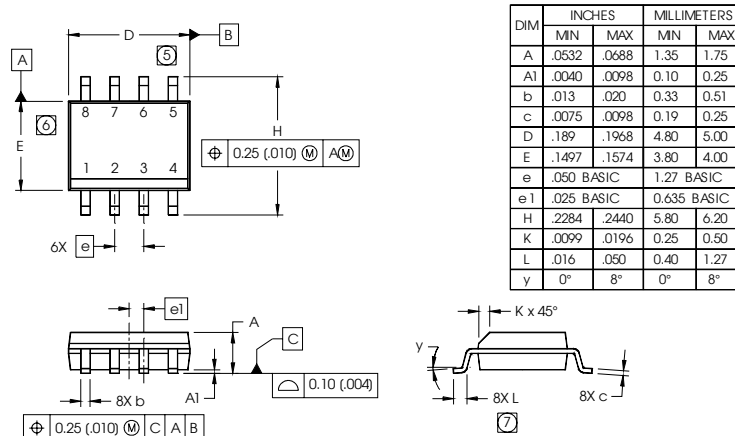 D
B
5
A
8 7 6 5
6
E
H
1 2 3 4
⌖ 0.25 (.010) Ⓜ AⓂ
6X e
DIM INCHES MILLIMETERS
MIN MAX MIN MAX
A .0532 .0688 1.35 1.75
A1 .0040 .0098 0.10 0.25
b .013 .020 0.33 0.51
c .0075 .0098 0.19 0.25
D .189 .1968 4.80 5.00
E .1497 .1574 3.80 4.00
e .050 BASIC 1.27 BASIC
e1 .025 BASIC 0.635 BASIC
H .2284 .2440 5.80 6.20
K .0099 .0196 0.25 0.50
L .016 .050 0.40 1.27
y 0° 8° 0° 8°
e1
A
C
A1
8X b
⌓ 0.10 (.004)
⌖ 0.25 (.010) Ⓜ C A B
K x 45°
y
8X L
8X c
7